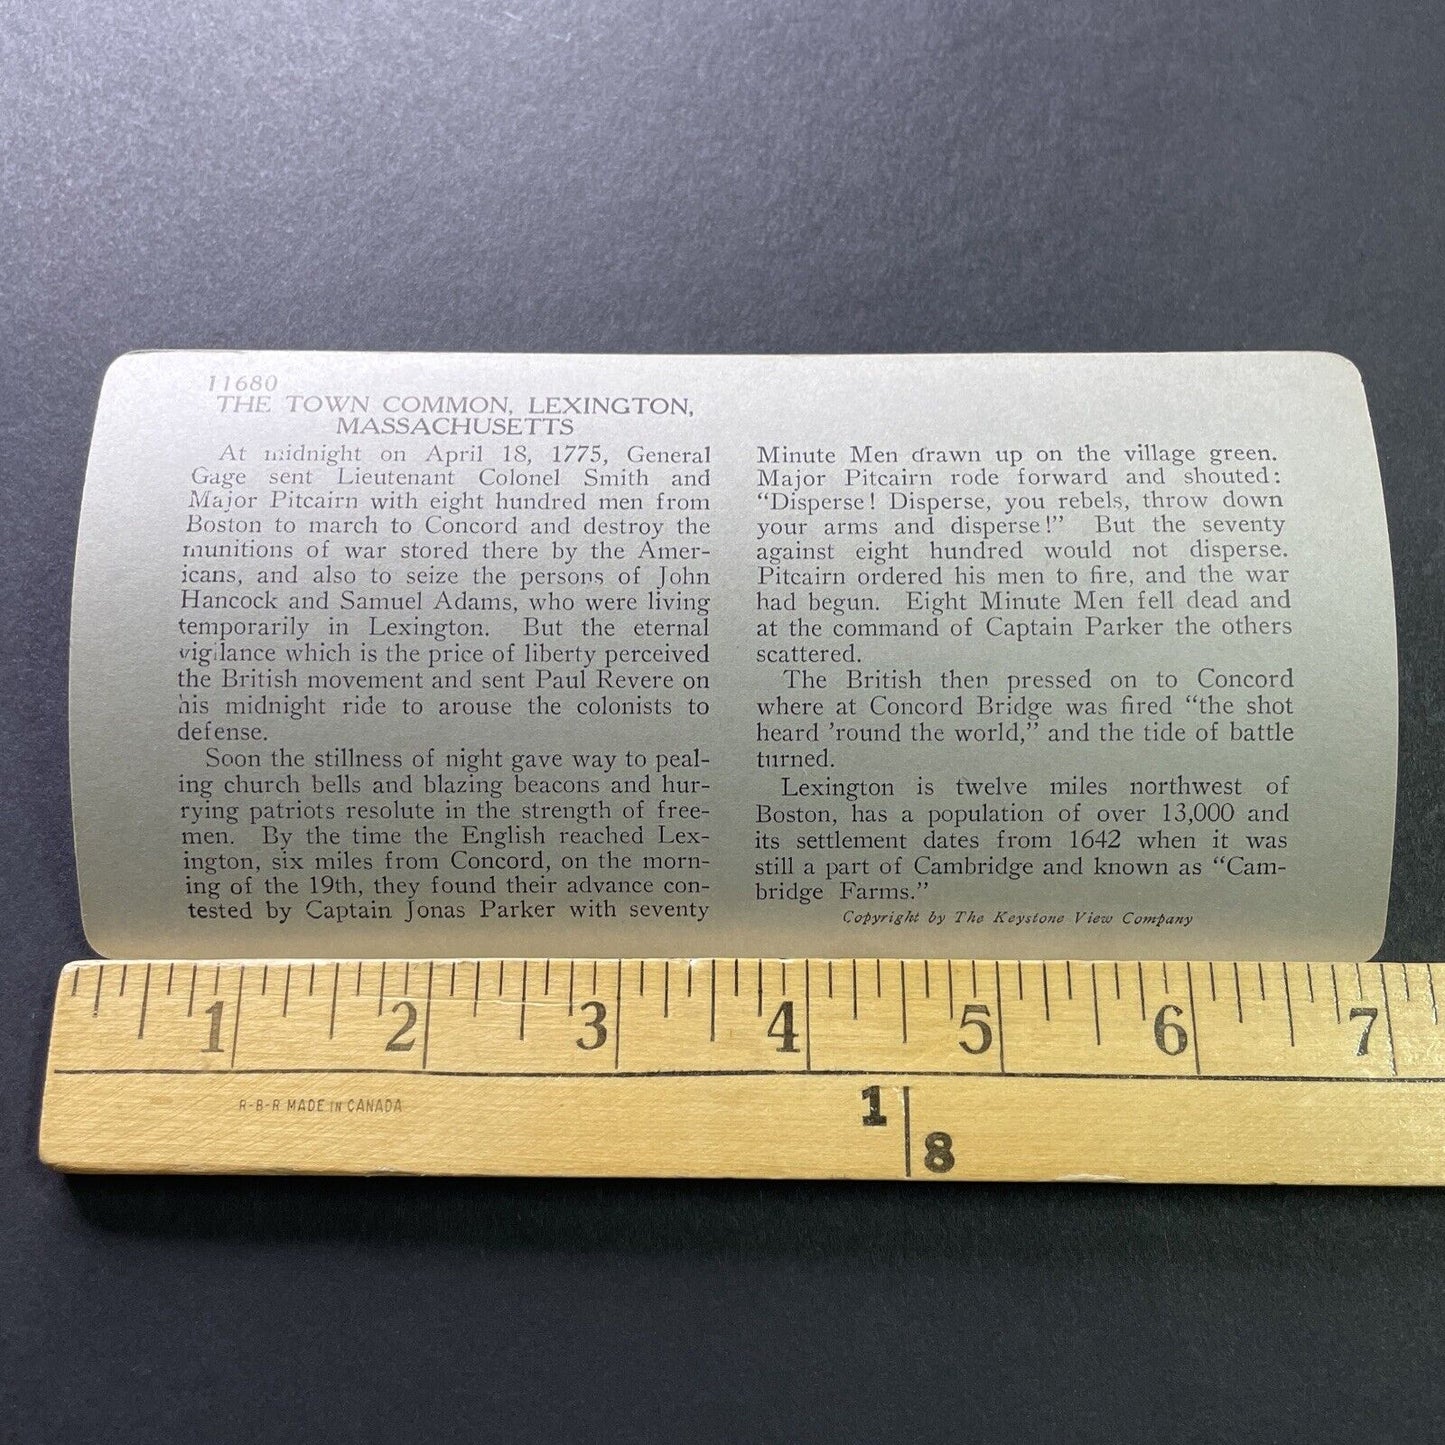 11680
THE TOWN COMMON, LEXINGTON,
MASSACHUSETTS
At midnight on April 18, 1775, General
Gage sent Lieutenant Colonel Smith and
Major Pitcairn with eight hundred men from
Boston to march to Concord and destroy the
munitions of war stored there by the Amer-
icans, and also to seize the persons of John
Hancock and Samuel Adams, who were living
temporarily in Lexington. But the eternal
vigilance which is the price of liberty perceived
the British movement and sent Paul Revere on
his midnight ride to arouse the colonists to
defense.
Soon the stillness of night gave way to peal-
ing church bells and blazing beacons and hur-
rying patriots resolute in the strength of free-
men. By the time the English reached Lex-
ington, six miles from Concord, on the morn-
ing of the 19th, they found their advance con-
tested by Captain Jonas Parker with seventy
Minute Men drawn up on the village green.
Major Pitcairn rode forward and shouted:
“Disperse! Disperse, you rebels, throw down
your arms and disperse!” But the seventy
against eight hundred would not disperse.
Pitcairn ordered his men to fire, and the war
had begun. Eight Minute Men fell dead and
at the command of Captain Parker the others
scattered.
The British then pressed on to Concord
where at Concord Bridge was fired “the shot
heard ’round the world,” and the tide of battle
turned.
Lexington is twelve miles northwest of
Boston, has a population of over 13,000 and
its settlement dates from 1642 when it was
still a part of Cambridge and known as “Cam-
bridge Farms.”
Copyright by The Keystone View Company
1 2 3 4 5 6 7
R-B-R MADE IN CANADA
1
8